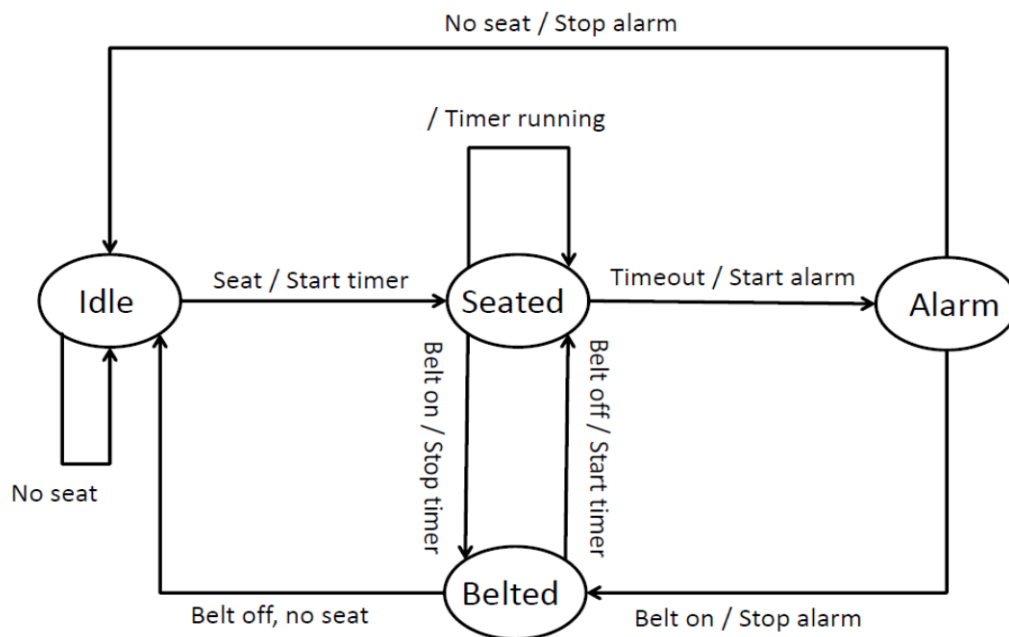 No seat / Stop alarm
/ Timer running
Idle
Seat / Start timer
Seated
Timeout / Start alarm
Alarm
Belt on / Stop timer
Belt off / Start timer
No seat
Belted
Belt off, no seat
Belt on / Stop alarm